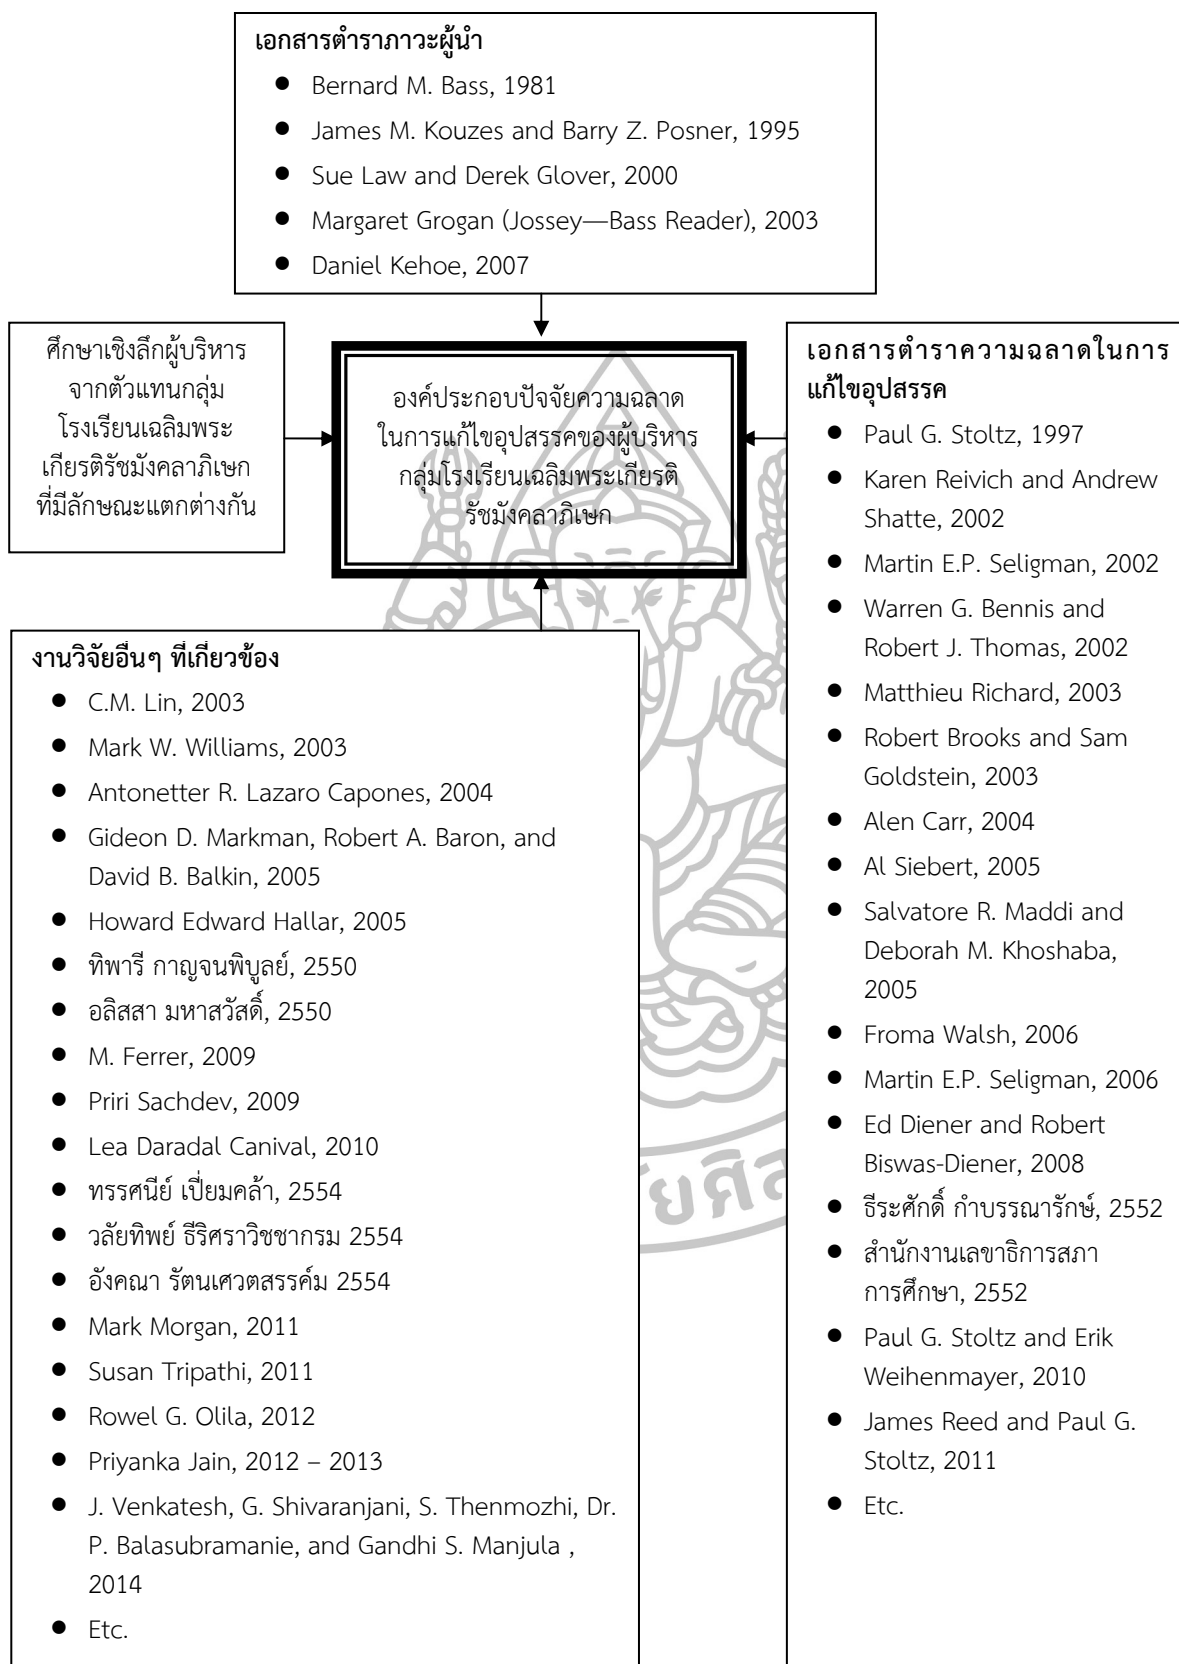 เอกสารตำราภาวะผู้นำ
● Bernard M. Bass, 1981
● James M. Kouzes and Barry Z. Posner, 1995
● Sue Law and Derek Glover, 2000
● Margaret Grogan (Jossey—Bass Reader), 2003
● Daniel Kehoe, 2007
ศึกษาเชิงลึกผู้บริหาร
จากตัวแทนกลุ่ม
โรงเรียนเฉลิมพระ
เกียรติรัชมังคลาภิเษก
ที่มีลักษณะแตกต่างกัน
องค์ประกอบปัจจัยความฉลาด
ในการแก้ไขอุปสรรคของผู้บริหาร
กลุ่มโรงเรียนเฉลิมพระเกียรติ
รัชมังคลาภิเษก
เอกสารตำราความฉลาดในการ
แก้ไขอุปสรรค
● Paul G. Stoltz, 1997
● Karen Reivich and Andrew
Shatte, 2002
● Martin E.P. Seligman, 2002
● Warren G. Bennis and
Robert J. Thomas, 2002
● Matthieu Richard, 2003
● Robert Brooks and Sam
Goldstein, 2003
● Alen Carr, 2004
● Al Siebert, 2005
● Salvatore R. Maddi and
Deborah M. Khoshaba,
2005
● Froma Walsh, 2006
● Martin E.P. Seligman, 2006
● Ed Diener and Robert
Biswas-Diener, 2008
● ธีระศักดิ์ กำบรรณารักษ์, 2552
● สำนักงานเลขาธิการสภา
การศึกษา, 2552
● Paul G. Stoltz and Erik
Weihenmayer, 2010
● James Reed and Paul G.
Stoltz, 2011
● Etc.
งานวิจัยอื่นๆ ที่เกี่ยวข้อง
● C.M. Lin, 2003
● Mark W. Williams, 2003
● Antonetter R. Lazaro Capones, 2004
● Gideon D. Markman, Robert A. Baron, and
David B. Balkin, 2005
● Howard Edward Hallar, 2005
● ทิพารี กาญจนพิบูลย์, 2550
● อลิสสา มหาสวัสดิ์, 2550
● M. Ferrer, 2009
● Priri Sachdev, 2009
● Lea Daradal Canival, 2010
● ทรรศนีย์ เปี่ยมคล้า, 2554
● วลัยทิพย์ ธีริศราวิชชากรม 2554
● อังคณา รัตนเศวตสรรค์ม 2554
● Mark Morgan, 2011
● Susan Tripathi, 2011
● Rowel G. Olila, 2012
● Priyanka Jain, 2012 – 2013
● J. Venkatesh, G. Shivaranjani, S. Thenmozhi, Dr.
P. Balasubramanie, and Gandhi S. Manjula ,
2014
● Etc.